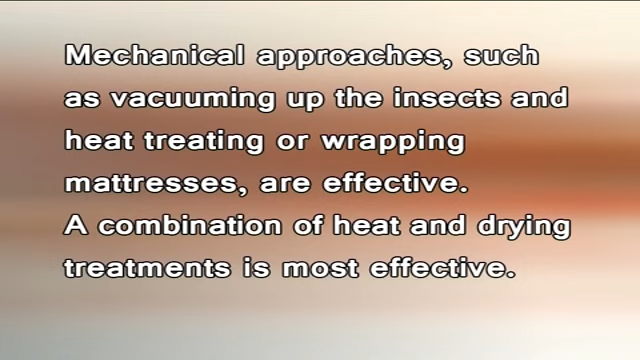 Mechanical approaches, such
as vacuuming up the insects and
heat treating or wrapping
mattresses, are effective.
A combination of heat and drying
treatments is most effective.